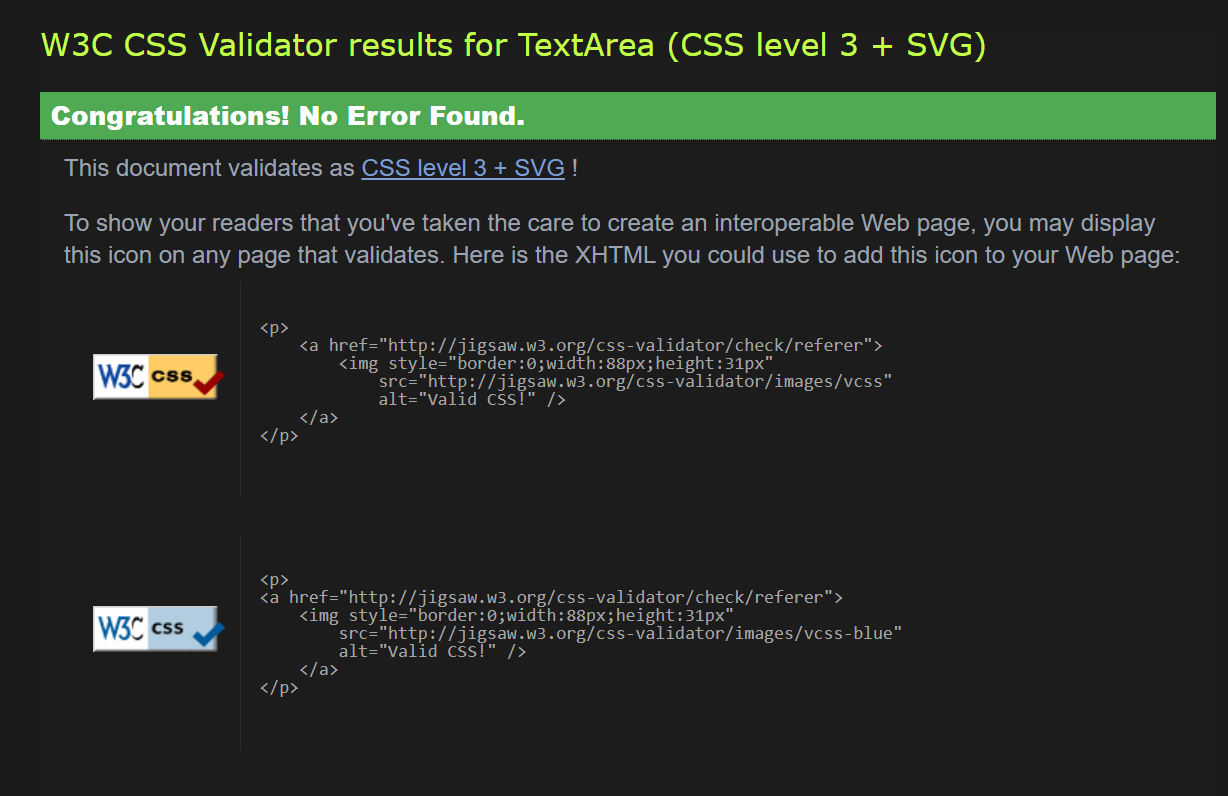 W3C CSS Validator results for TextArea (CSS level 3 + SVG)
Congratulations! No Error Found.
This document validates as CSS level 3 + SVG !
To show your readers that you've taken the care to create an interoperable Web page, you may display
this icon on any page that validates. Here is the XHTML you could use to add this icon to your Web page:
W3C css
<p>
    <a href="http://jigsaw.w3.org/css-validator/check/referer">
        <img style="border:0;width:88px;height:31px"
            src="http://jigsaw.w3.org/css-validator/images/vcss"
            alt="Valid CSS!" />
    </a>
</p>
W3C css
<p>
<a href="http://jigsaw.w3.org/css-validator/check/referer">
    <img style="border:0;width:88px;height:31px"
        src="http://jigsaw.w3.org/css-validator/images/vcss-blue"
        alt="Valid CSS!" />
    </a>
</p>